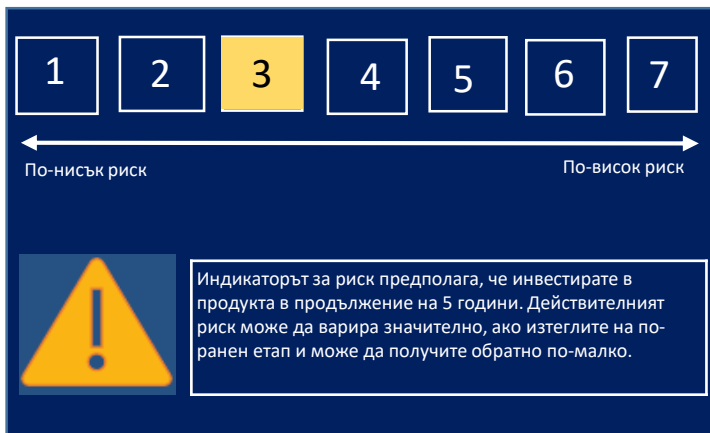 1 2 3 4 5 6 7
По-нисък риск По-висок риск
Индикаторът за риск предполага, че инвестирате в
продукта в продължение на 5 години. Действителният
риск може да варира значително, ако изтеглите на по-
ранен етап и може да получите обратно по-малко.